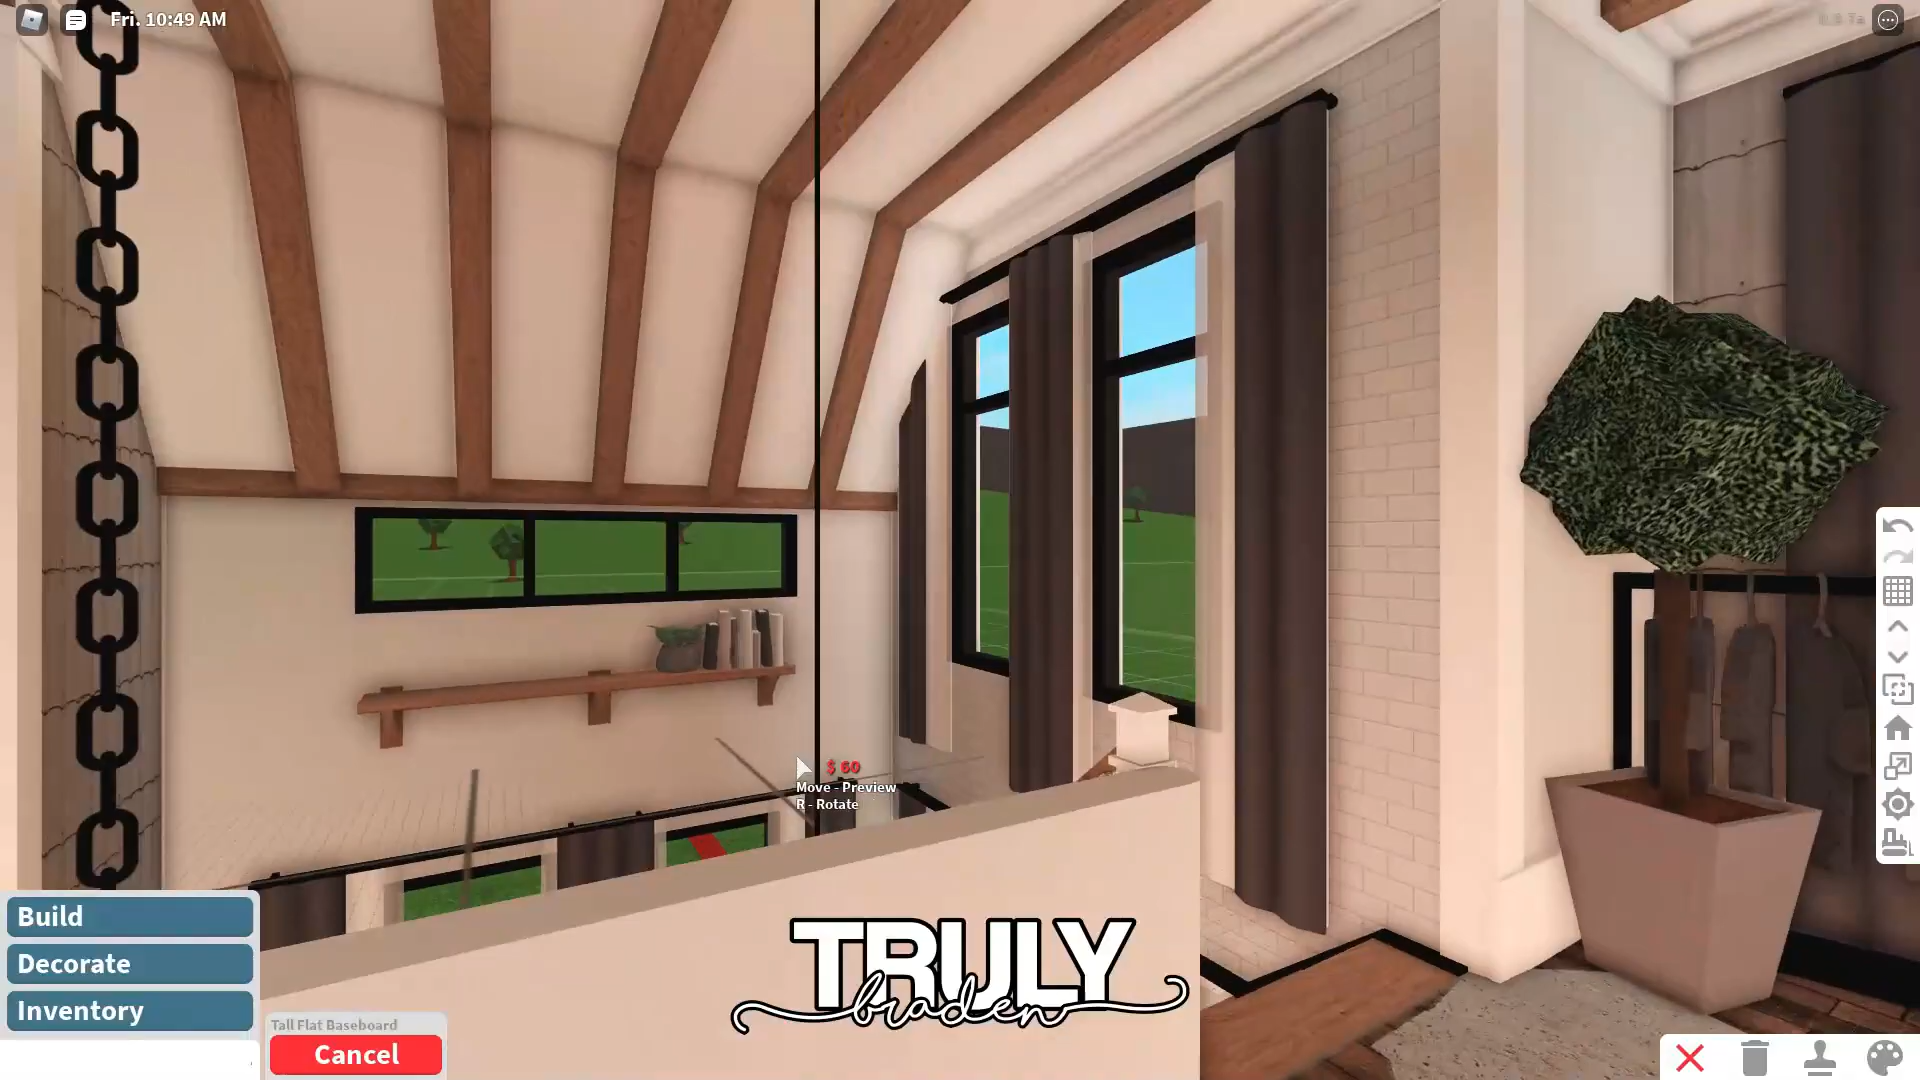 Fri. 10:49 AM
$ 60
Move - Preview
R - Rotate
Build
Decorate
Inventory
Tall Flat Baseboard
Cancel
TRULY
braden